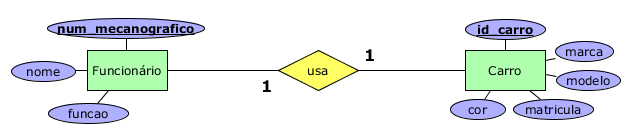 num_mecanografico
id_carro
nome
Funcionário
1
usa
1
Carro
marca
modelo
funcao
cor
matricula